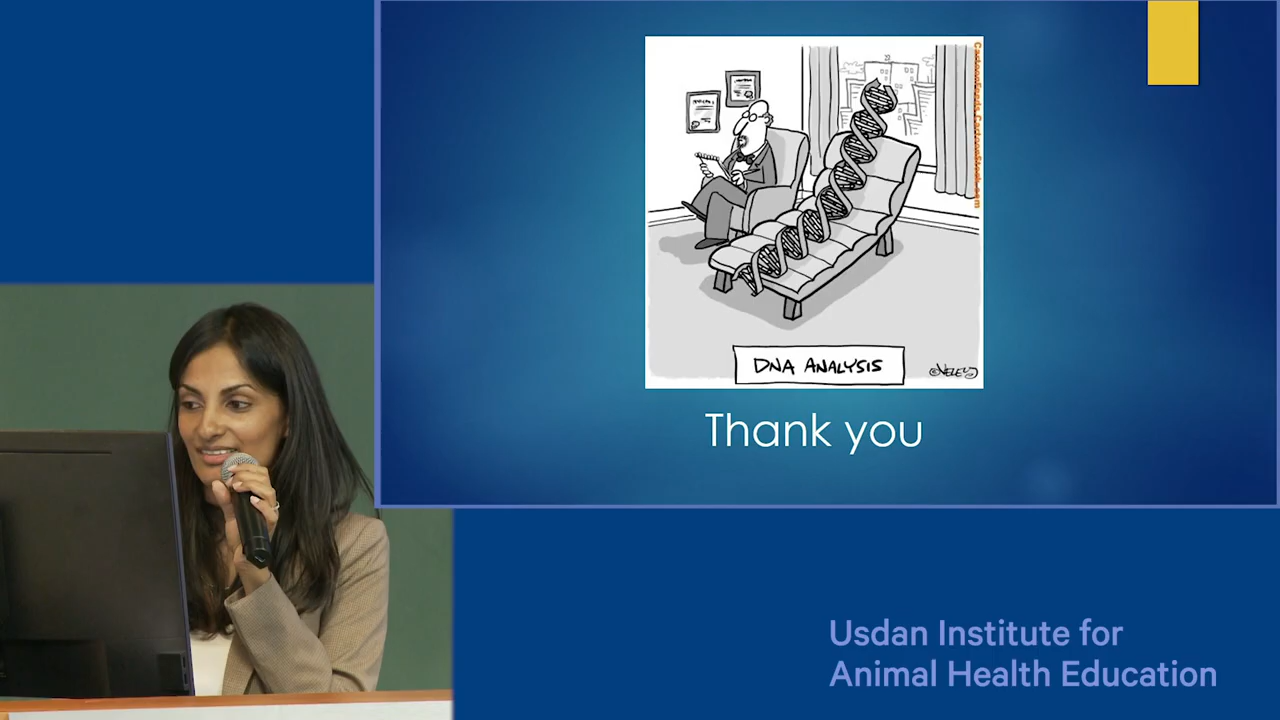 DNA ANALYSIS
Thank you
Usdan Institute for
Animal Health Education